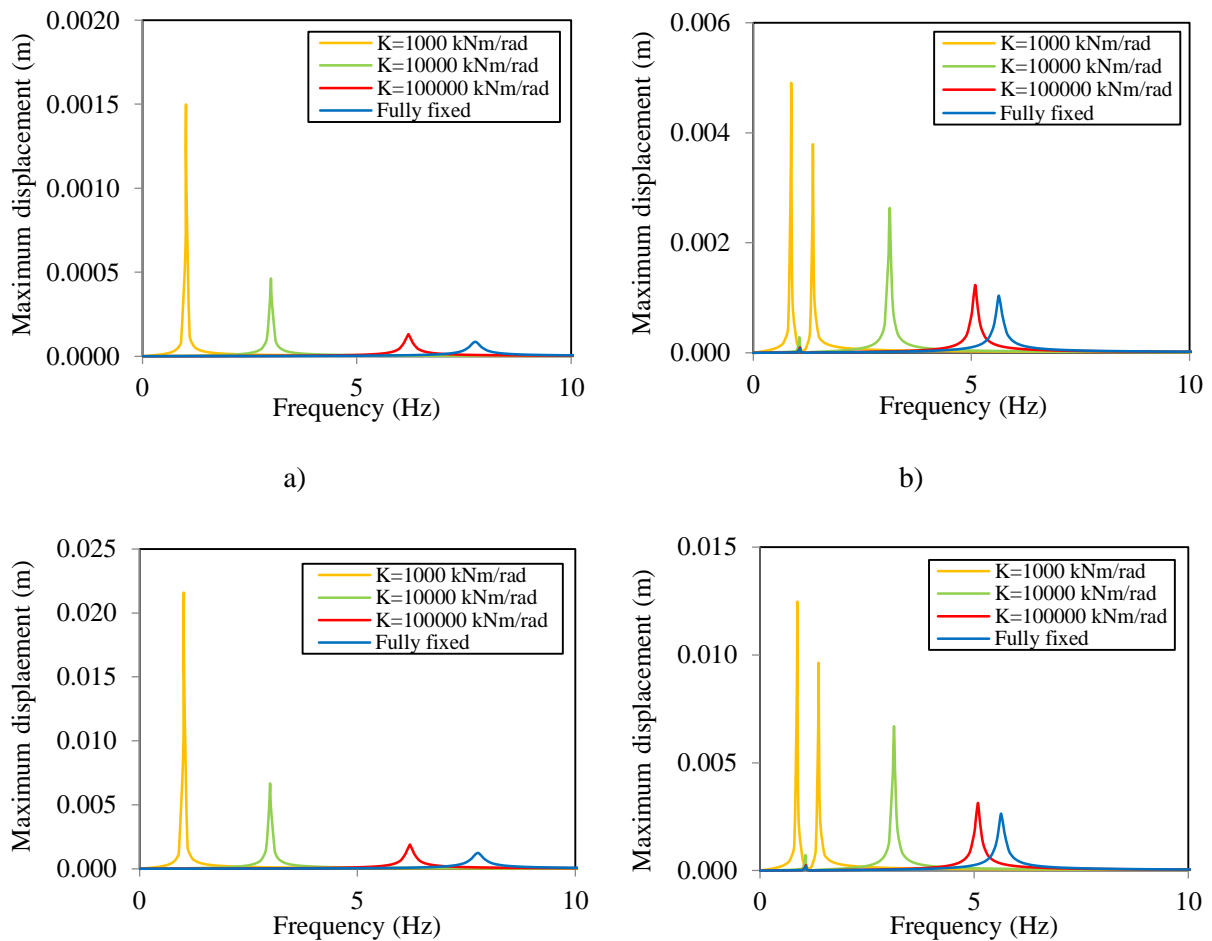 0.0020
0.0015
0.0010
0.0005
0.0000
Maximum displacement (m)
K=1000 kNm/rad
K=10000 kNm/rad
K=100000 kNm/rad
Fully fixed
0
5
10
Frequency (Hz)
a)
0.006
0.004
0.002
0.000
Maximum displacement (m)
K=1000 kNm/rad
K=10000 kNm/rad
K=100000 kNm/rad
Fully fixed
0
5
10
Frequency (Hz)
b)
0.025
0.020
0.015
0.010
0.005
0.000
Maximum displaement (m)
K=1000 kNm/rad
K=10000 kNm/rad
K=100000 kNm/rad
Fully fixed
0
5
10
Frequency (Hz)
0.015
0.010
0.005
0.000
Maximum displacement (m)
K=1000 kNm/rad
K=10000 kNm/rad
K=100000 kNm/rad
Fully fixed
0
5
10
Frequency (Hz)